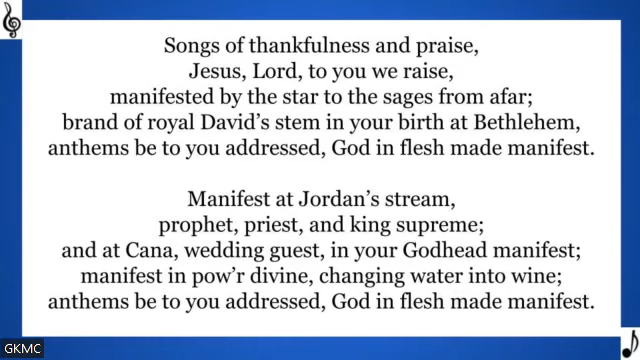 Songs of thankfulness and praise,
Jesus, Lord, to you we raise,
manifested by the star to the sages from afar;
brand of royal David’s stem in your birth at Bethlehem,
anthems be to you addressed, God in flesh made manifest.
Manifest at Jordan’s stream,
prophet, priest, and king supreme;
and at Cana, wedding guest, in your Godhead manifest;
manifest in pow’r divine, changing water into wine;
anthems be to you addressed, God in flesh made manifest.
GKMC